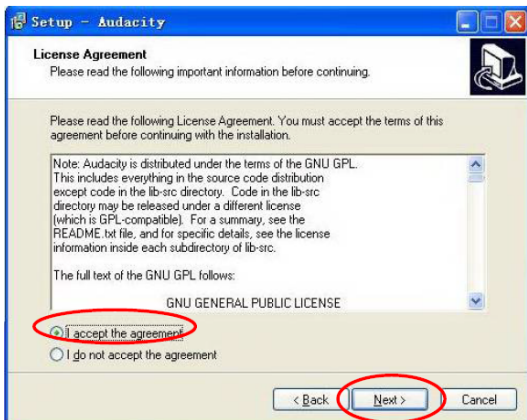 Setup - Audacity
License Agreement
Please read the following important information before continuing.
Please read the following License Agreement. You must accept the terms of this
agreement before continuing with the installation.
Note: Audacity is distributed under the terms of the GNU GPL.
This includes everything in the source code distribution
except code in the lib-src directory. Code in the lib-src
directory may be released under a different license
(which is GPL-compatible). For a summary, see the
README.txt file, and for specific details, see the license
information inside each subdirectory of lib-src.
The full text of the GNU GPL follows:
GNU GENERAL PUBLIC LICENSE
I accept the agreement
I do not accept the agreement
< Back Next > Cancel